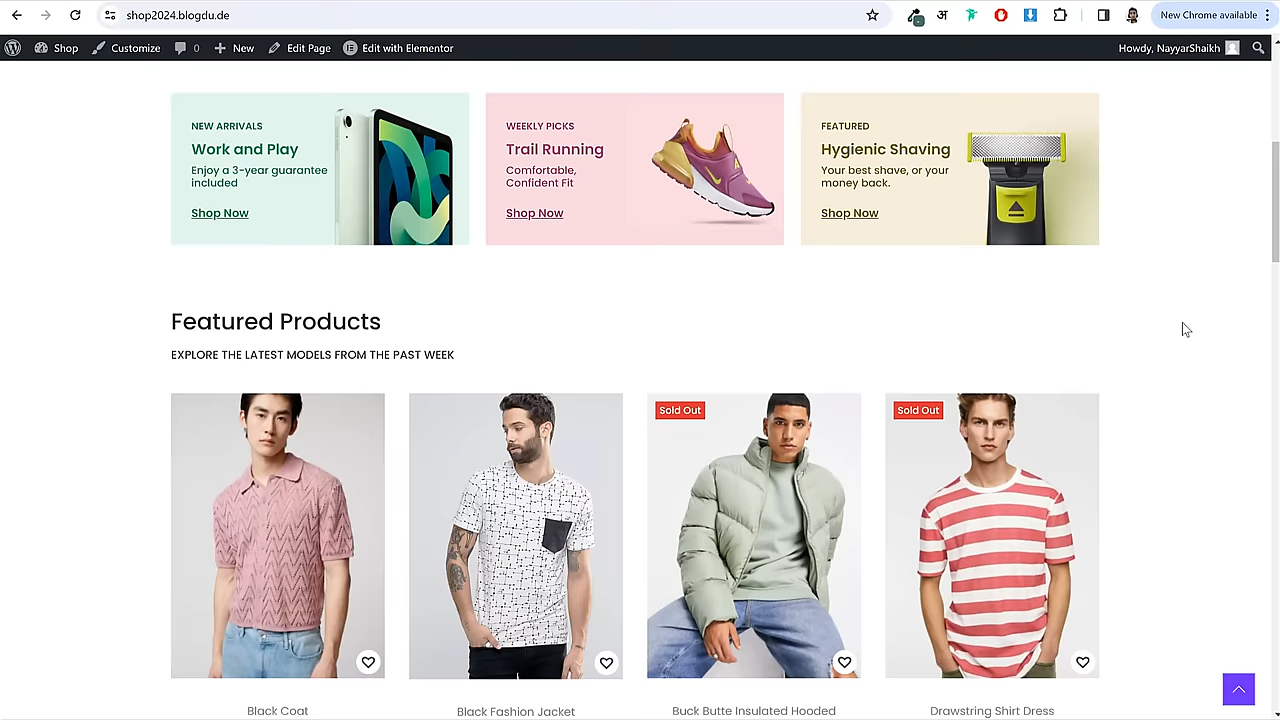 shop2024.blogdu.de
अ
New Chrome available
Shop
Customize
0
New
Edit Page
Edit with Elementor
Howdy, NayyarShaikh
NEW ARRIVALS
Work and Play
Enjoy a 3-year guarantee
included
Shop Now
WEEKLY PICKS
Trail Running
Comfortable,
Confident Fit
Shop Now
FEATURED
Hygienic Shaving
Your best shave, or your
money back.
Shop Now
Featured Products
EXPLORE THE LATEST MODELS FROM THE PAST WEEK
Sold Out
Sold Out
Black Coat
Black Fashion Jacket
Buck Butte Insulated Hooded
Drawstring Shirt Dress